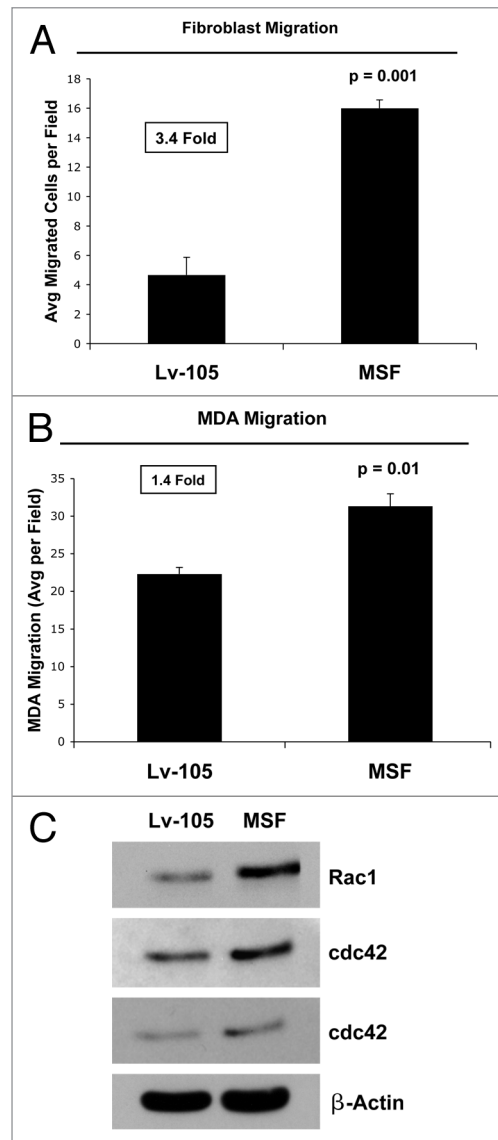 A
Fibroblast Migration
p = 0.001
3.4 Fold
Avg Migrated Cells per Field
18
16
14
12
10
8
6
4
2
0
Lv-105 MSF
B
MDA Migration
p = 0.01
1.4 Fold
MDA Migration (Avg per Field)
35
30
25
20
15
10
5
0
Lv-105 MSF
C
Lv-105 MSF
Rac1
cdc42
cdc42
β-Actin